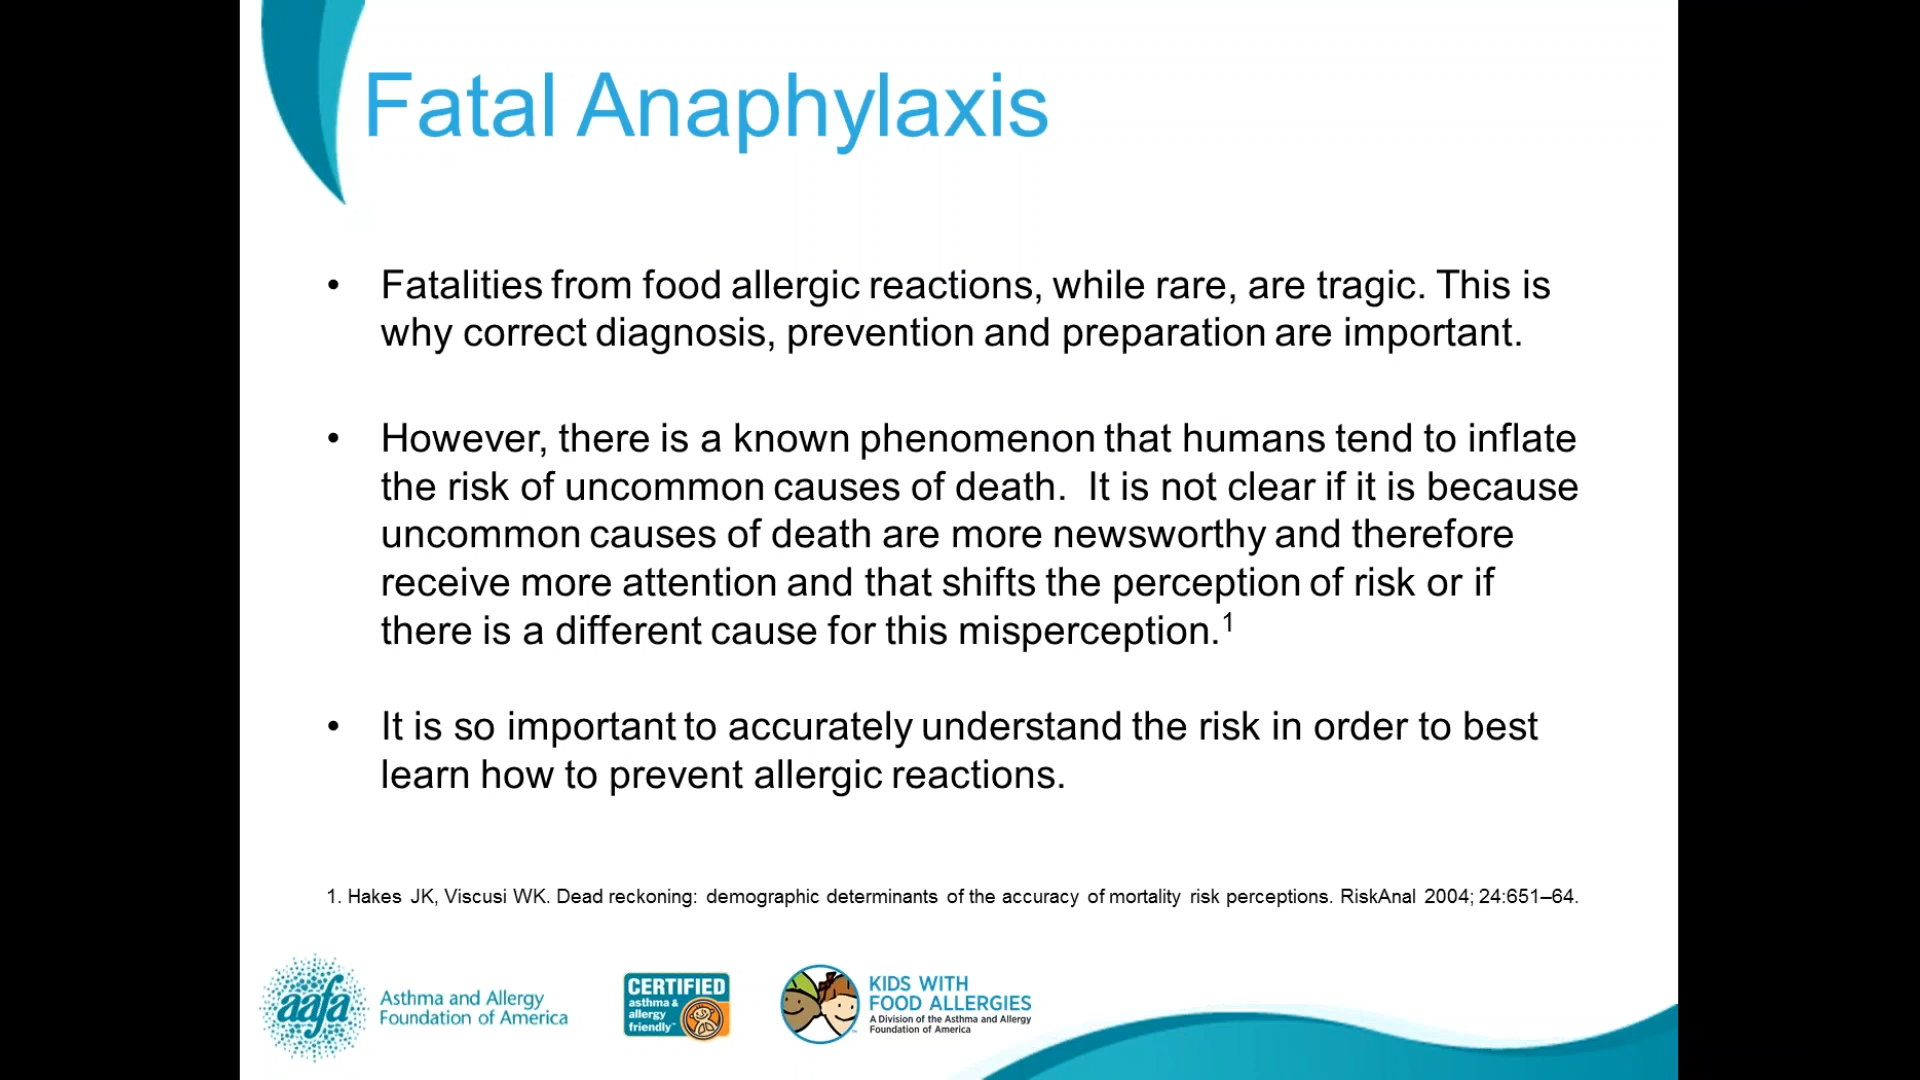 Fatal Anaphylaxis
• Fatalities from food allergic reactions, while rare, are tragic. This is
why correct diagnosis, prevention and preparation are important.
• However, there is a known phenomenon that humans tend to inflate
the risk of uncommon causes of death.  It is not clear if it is because
uncommon causes of death are more newsworthy and therefore
receive more attention and that shifts the perception of risk or if
there is a different cause for this misperception.1
• It is so important to accurately understand the risk in order to best
learn how to prevent allergic reactions.
1. Hakes JK, Viscusi WK. Dead reckoning: demographic determinants of the accuracy of mortality risk perceptions. RiskAnal 2004; 24:651–64.
aafa
Asthma and Allergy
Foundation of America
CERTIFIED
asthma &
allergy
friendly™
KIDS WITH
FOOD ALLERGIES
A Division of the Asthma and Allergy
Foundation of America